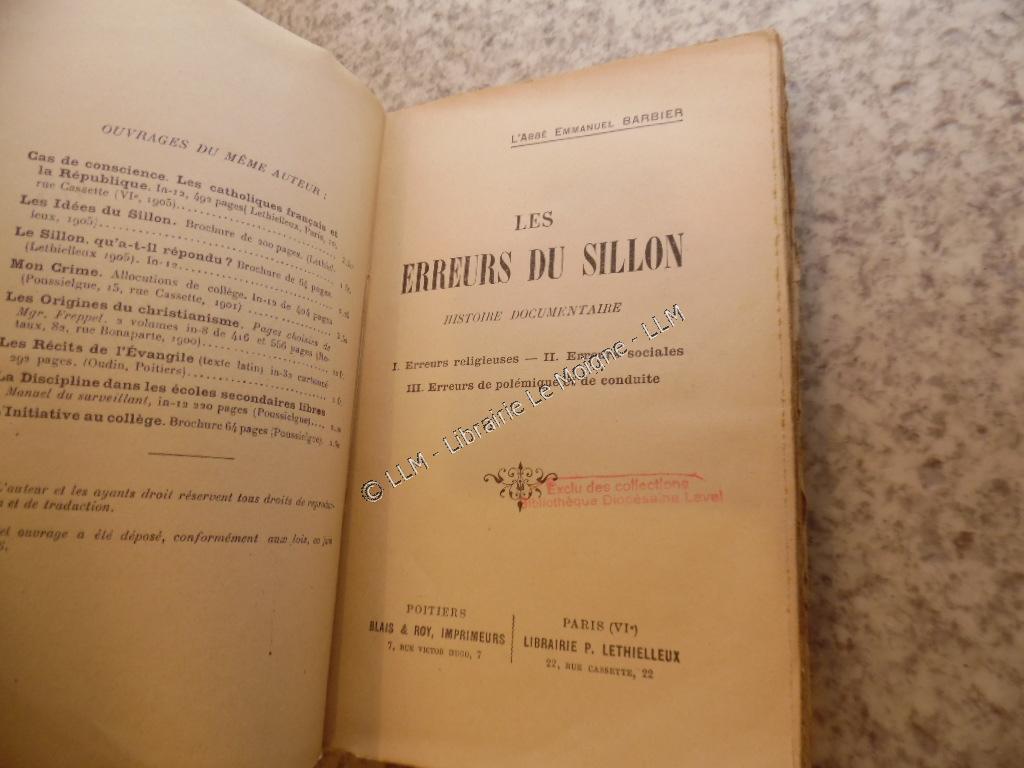 OUVRAGES DU MÊME AUTEUR :
Cas de conscience. Les catholiques français et
la République. In-12, 492 pages( Lethielleux, Paris, 10,
rue Cassette (VIe, 1905)
Les Idées du Sillon. Brochure de 200 pages. (Lethiel-
leux, 1905)
Le Sillon, qu'a-t-il répondu ? Brochure de 64 pages.
(Lethielleux 1905). In-12
Mon Crime. Allocutions de collège. In-12 de 404 pages
(Poussielgue, 15, rue Cassette, 1901)
Les Origines du christianisme. Pages choisies de
Mgr. Freppel. 2 volumes in-8 de 416 et 556 pages (Re-
taux, 82, rue Bonaparte, 1900)
Les Récits de l'Évangile (texte latin) in-32 cartonné
292 pages. (Oudin, Poitiers)
La Discipline dans les écoles secondaires libres
Manuel du surveillant, in-12 220 pages (Poussielgue)
L'Initiative au collège. Brochure 64 pages (Poussielgue)
L'auteur et les ayants droit réservent tous droits de reproduc-
n et de traduction.
et ouvrage a été déposé, conformément aux lois, en juin
L'ABBÉ EMMANUEL BARBIER
LES
ERREURS DU SILLON
HISTOIRE DOCUMENTAIRE
I. Erreurs religieuses — II. Erreurs sociales
III. Erreurs de polémique et de conduite
© LLM - Librairie Le Moigne - LLM
Exclu des collections
Bibliothèque Diocésaine Laval
POITIERS
BLAIS & ROY, IMPRIMEURS
7, RUE VICTOR HUGO, 7
PARIS (VIe)
LIBRAIRIE P. LETHIELLEUX
22, RUE CASSETTE, 22